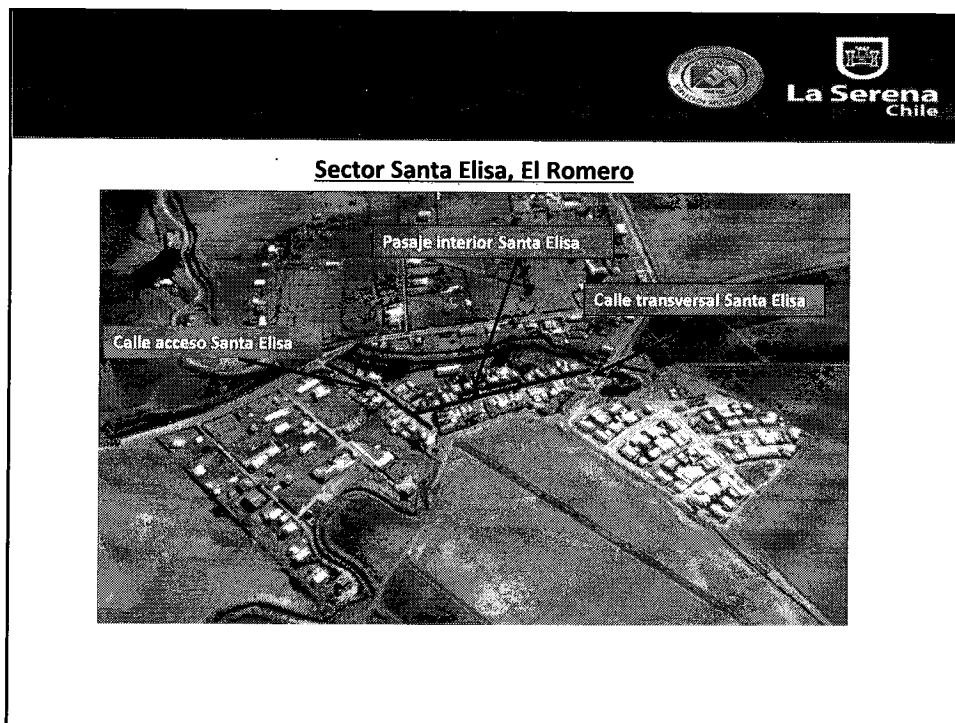 La Serena
Chile
Sector Santa Elisa, El Romero
Pasaje interior Santa Elisa
Calle transversal Santa Elisa
Calle acceso Santa Elisa